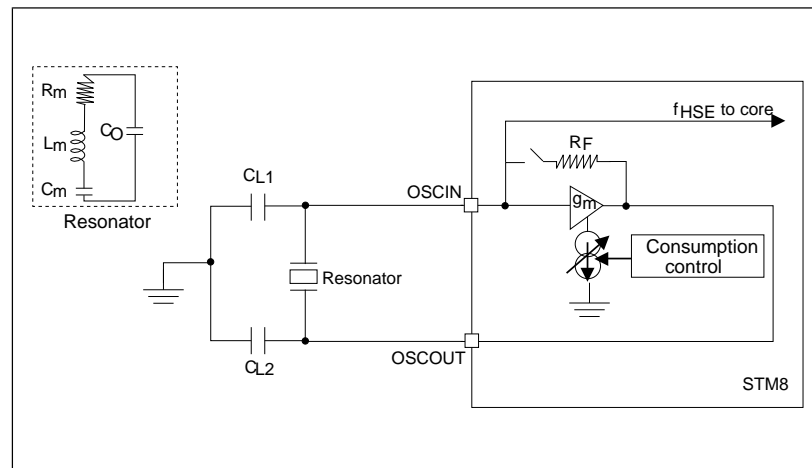 Rm
Lm
CO
Cm
Resonator
fHSE to core
RF
CL1
OSCIN
gm
Consumption
control
Resonator
CL2
OSCOUT
STM8